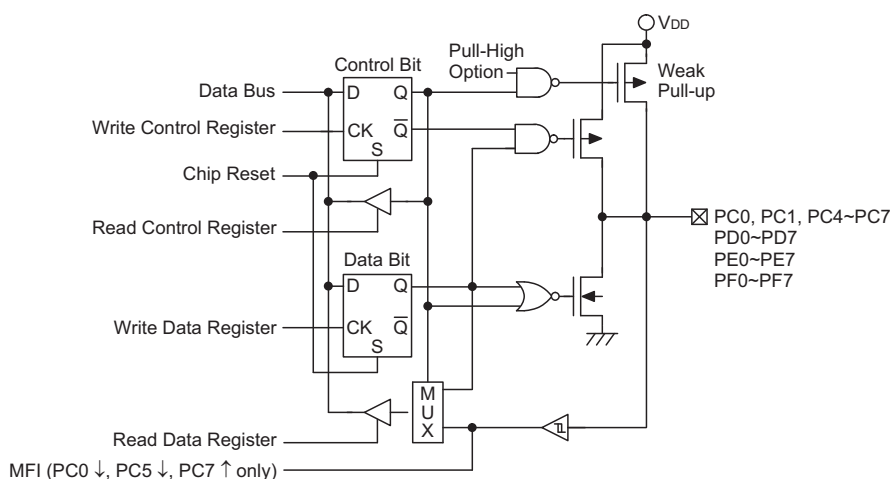 VDD
Pull-High
Option
Weak
Pull-up
Control Bit
Data Bus
D Q
Write Control Register
CK Q̅
S
Chip Reset
Read Control Register
PC0, PC1, PC4~PC7
PD0~PD7
PE0~PE7
PF0~PF7
Data Bit
D Q
Write Data Register
CK Q̅
S
M
U
X
Read Data Register
MFI (PC0 ↓, PC5 ↓, PC7 ↑ only)